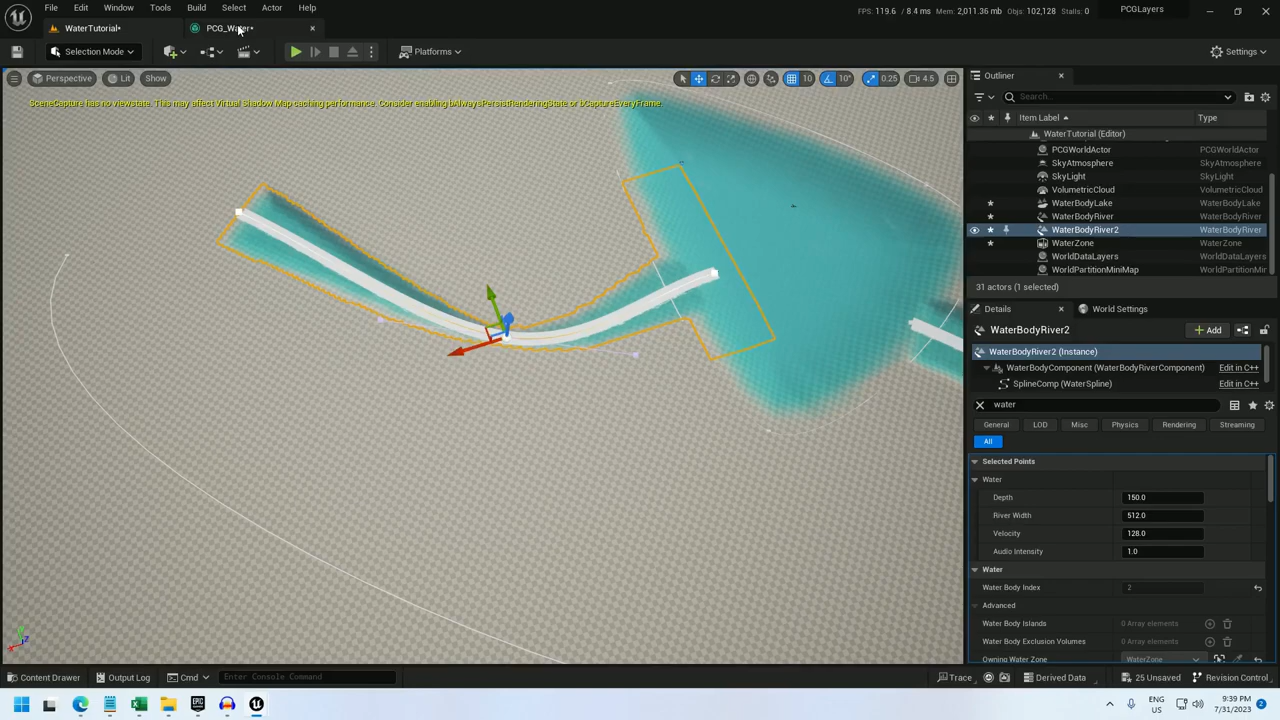 File Edit Window Tools Build Select Actor Help
FPS: 119.6 / 8.4 ms Mem: 2,011.36 mb Objs: 102,128 Stalls: 0
PCGLayers
WaterTutorial•
PCG_Water•
Selection Mode
Platforms
Settings
Perspective Lit Show
10 10° 0.25 4.5
SceneCapture has no viewstate. This may affect Virtual Shadow Map caching performance. Consider enabling bAlwaysPersistRenderingState or bCaptureEveryFrame.
Outliner
Search...
Item Label Type
WaterTutorial (Editor)
PCGWorldActor PCGWorldActor
SkyAtmosphere SkyAtmosphere
SkyLight SkyLight
VolumetricCloud VolumetricCloud
WaterBodyLake WaterBodyLake
WaterBodyRiver WaterBodyRiver
WaterBodyRiver2 WaterBodyRiver
WaterZone WaterZone
WorldDataLayers WorldDataLayers
WorldPartitionMiniMap WorldPartitionMi
31 actors (1 selected)
Details World Settings
WaterBodyRiver2 Add
WaterBodyRiver2 (Instance)
WaterBodyComponent (WaterBodyRiverComponent) Edit in C++
SplineComp (WaterSpline) Edit in C++
water
General LOD Misc Physics Rendering Streaming
All
Selected Points
Water
Depth 150.0
River Width 512.0
Velocity 128.0
Audio Intensity 1.0
Water
Water Body Index 2
Advanced
Water Body Islands 0 Array elements
Water Body Exclusion Volumes 0 Array elements
Owning Water Zone WaterZone
Content Drawer Output Log Cmd Enter Console Command
Trace Derived Data 25 Unsaved Revision Control
ENG
US
9:39 PM
7/31/2023
2